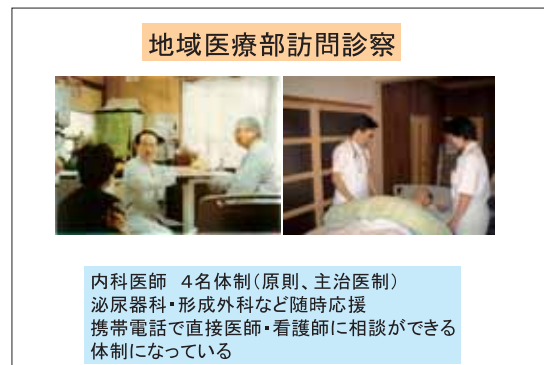 地域医療部訪問診察
内科医師 4名体制(原則、主治医制)
泌尿器科・形成外科など随時応援
携帯電話で直接医師・看護師に相談ができる
体制になっている